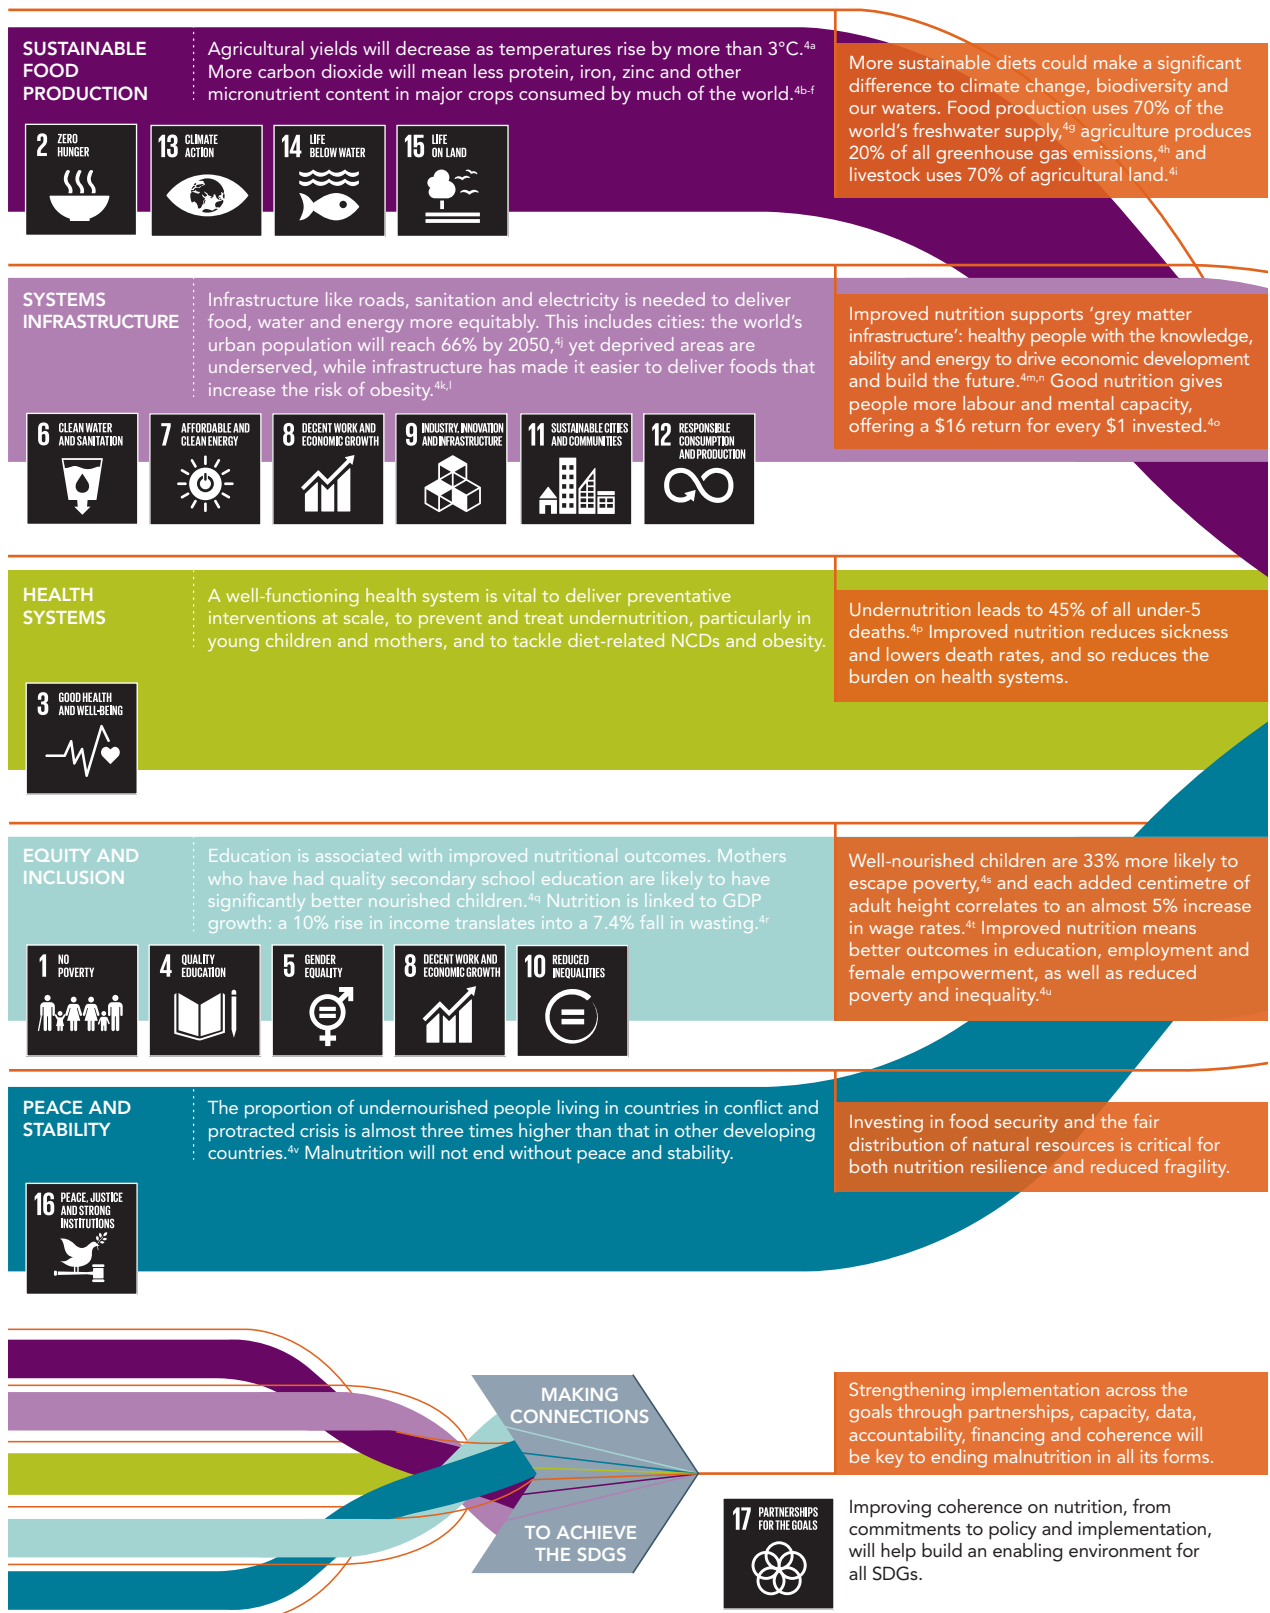 SUSTAINABLE
FOOD
PRODUCTION
Agricultural yields will decrease as temperatures rise by more than 3°C.4a
More carbon dioxide will mean less protein, iron, zinc and other
micronutrient content in major crops consumed by much of the world.4b-f
2 ZERO
HUNGER
13 CLIMATE
ACTION
14 LIFE
BELOW WATER
15 LIFE
ON LAND
More sustainable diets could make a significant
difference to climate change, biodiversity and
our waters. Food production uses 70% of the
world's freshwater supply,4g agriculture produces
20% of all greenhouse gas emissions,4h and
livestock uses 70% of agricultural land.4i
SYSTEMS
INFRASTRUCTURE
Infrastructure like roads, sanitation and electricity is needed to deliver
food, water and energy more equitably. This includes cities: the world's
urban population will reach 66% by 2050,4j yet deprived areas are
underserved, while infrastructure has made it easier to deliver foods that
increase the risk of obesity.4k,l
6 CLEAN WATER
AND SANITATION
7 AFFORDABLE AND
CLEAN ENERGY
8 DECENT WORK AND
ECONOMIC GROWTH
9 INDUSTRY, INNOVATION
AND INFRASTRUCTURE
11 SUSTAINABLE CITIES
AND COMMUNITIES
12 RESPONSIBLE
CONSUMPTION
AND PRODUCTION
Improved nutrition supports 'grey matter
infrastructure': healthy people with the knowledge,
ability and energy to drive economic development
and build the future.4m,n Good nutrition gives
people more labour and mental capacity,
offering a $16 return for every $1 invested.4o
HEALTH
SYSTEMS
A well-functioning health system is vital to deliver preventative
interventions at scale, to prevent and treat undernutrition, particularly in
young children and mothers, and to tackle diet-related NCDs and obesity.
3 GOOD HEALTH
AND WELL-BEING
Undernutrition leads to 45% of all under-5
deaths.4p Improved nutrition reduces sickness
and lowers death rates, and so reduces the
burden on health systems.
EQUITY AND
INCLUSION
Education is associated with improved nutritional outcomes. Mothers
who have had quality secondary school education are likely to have
significantly better nourished children.4q Nutrition is linked to GDP
growth: a 10% rise in income translates into a 7.4% fall in wasting.4r
1 NO
POVERTY
4 QUALITY
EDUCATION
5 GENDER
EQUALITY
8 DECENT WORK AND
ECONOMIC GROWTH
10 REDUCED
INEQUALITIES
Well-nourished children are 33% more likely to
escape poverty,4s and each added centimetre of
adult height correlates to an almost 5% increase
in wage rates.4t Improved nutrition means
better outcomes in education, employment and
female empowerment, as well as reduced
poverty and inequality.4u
PEACE AND
STABILITY
The proportion of undernourished people living in countries in conflict and
protracted crisis is almost three times higher than that in other developing
countries.4v Malnutrition will not end without peace and stability.
16 PEACE, JUSTICE
AND STRONG
INSTITUTIONS
Investing in food security and the fair
distribution of natural resources is critical for
both nutrition resilience and reduced fragility.
MAKING
CONNECTIONS
TO ACHIEVE
THE SDGS
Strengthening implementation across the
goals through partnerships, capacity, data,
accountability, financing and coherence will
be key to ending malnutrition in all its forms.
17 PARTNERSHIPS
FOR THE GOALS
Improving coherence on nutrition, from
commitments to policy and implementation,
will help build an enabling environment for
all SDGs.